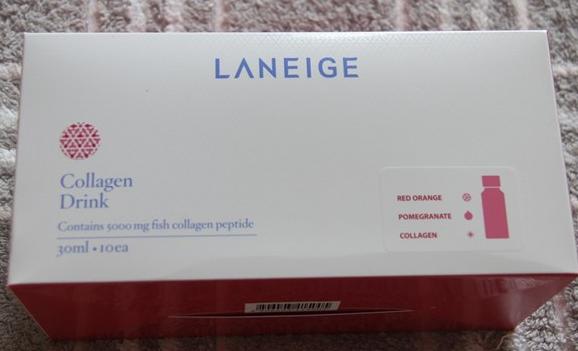 LANEIGE
Collagen
Drink
Contains 5000 mg fish collagen peptide
30ml • 10ea
RED ORANGE
POMEGRANATE
COLLAGEN